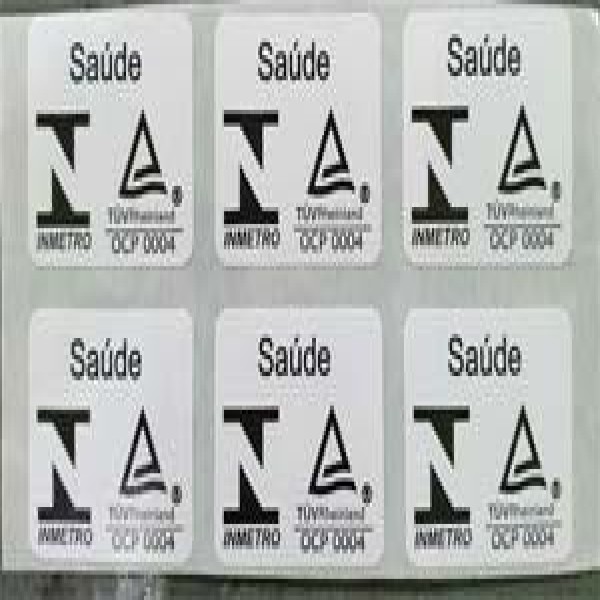 Saúde Saúde Saúde
TÜVRheinland ® TÜVRheinland ® TÜVRheinland ®
INMETRO OCP 0004 INMETRO OCP 0004 INMETRO OCP 0004
Saúde Saúde Saúde
TÜVRheinland ® TÜVRheinland ® TÜVRheinland ®
INMETRO OCP 0004 INMETRO OCP 0004 INMETRO OCP 0004